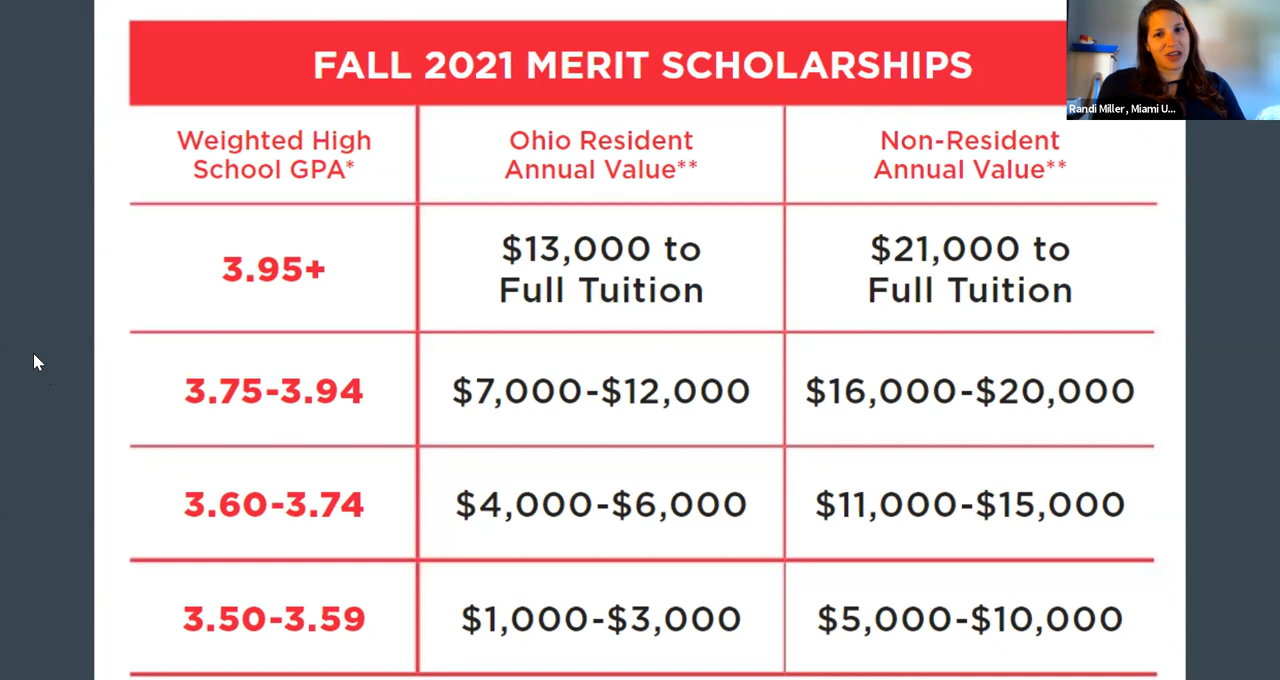 FALL 2021 MERIT SCHOLARSHIPS
Randi Miller, Miami U...
Weighted High
School GPA*
Ohio Resident
Annual Value**
Non-Resident
Annual Value**
3.95+
$13,000 to
Full Tuition
$21,000 to
Full Tuition
3.75-3.94
$7,000-$12,000
$16,000-$20,000
3.60-3.74
$4,000-$6,000
$11,000-$15,000
3.50-3.59
$1,000-$3,000
$5,000-$10,000